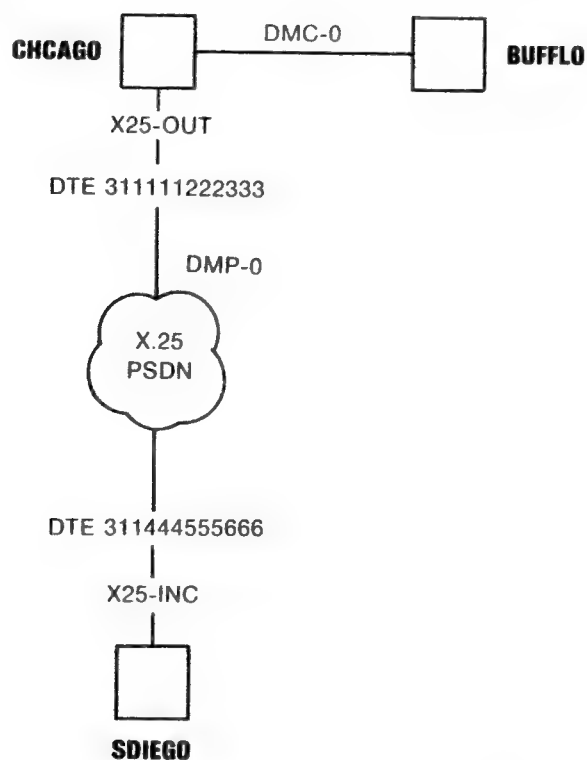 CHCAGO
DMC-0
BUFFLO
X25-OUT
DTE 311111222333
DMP-0
X.25
PSDN
DTE 311444555666
X25-INC
SDIEGO